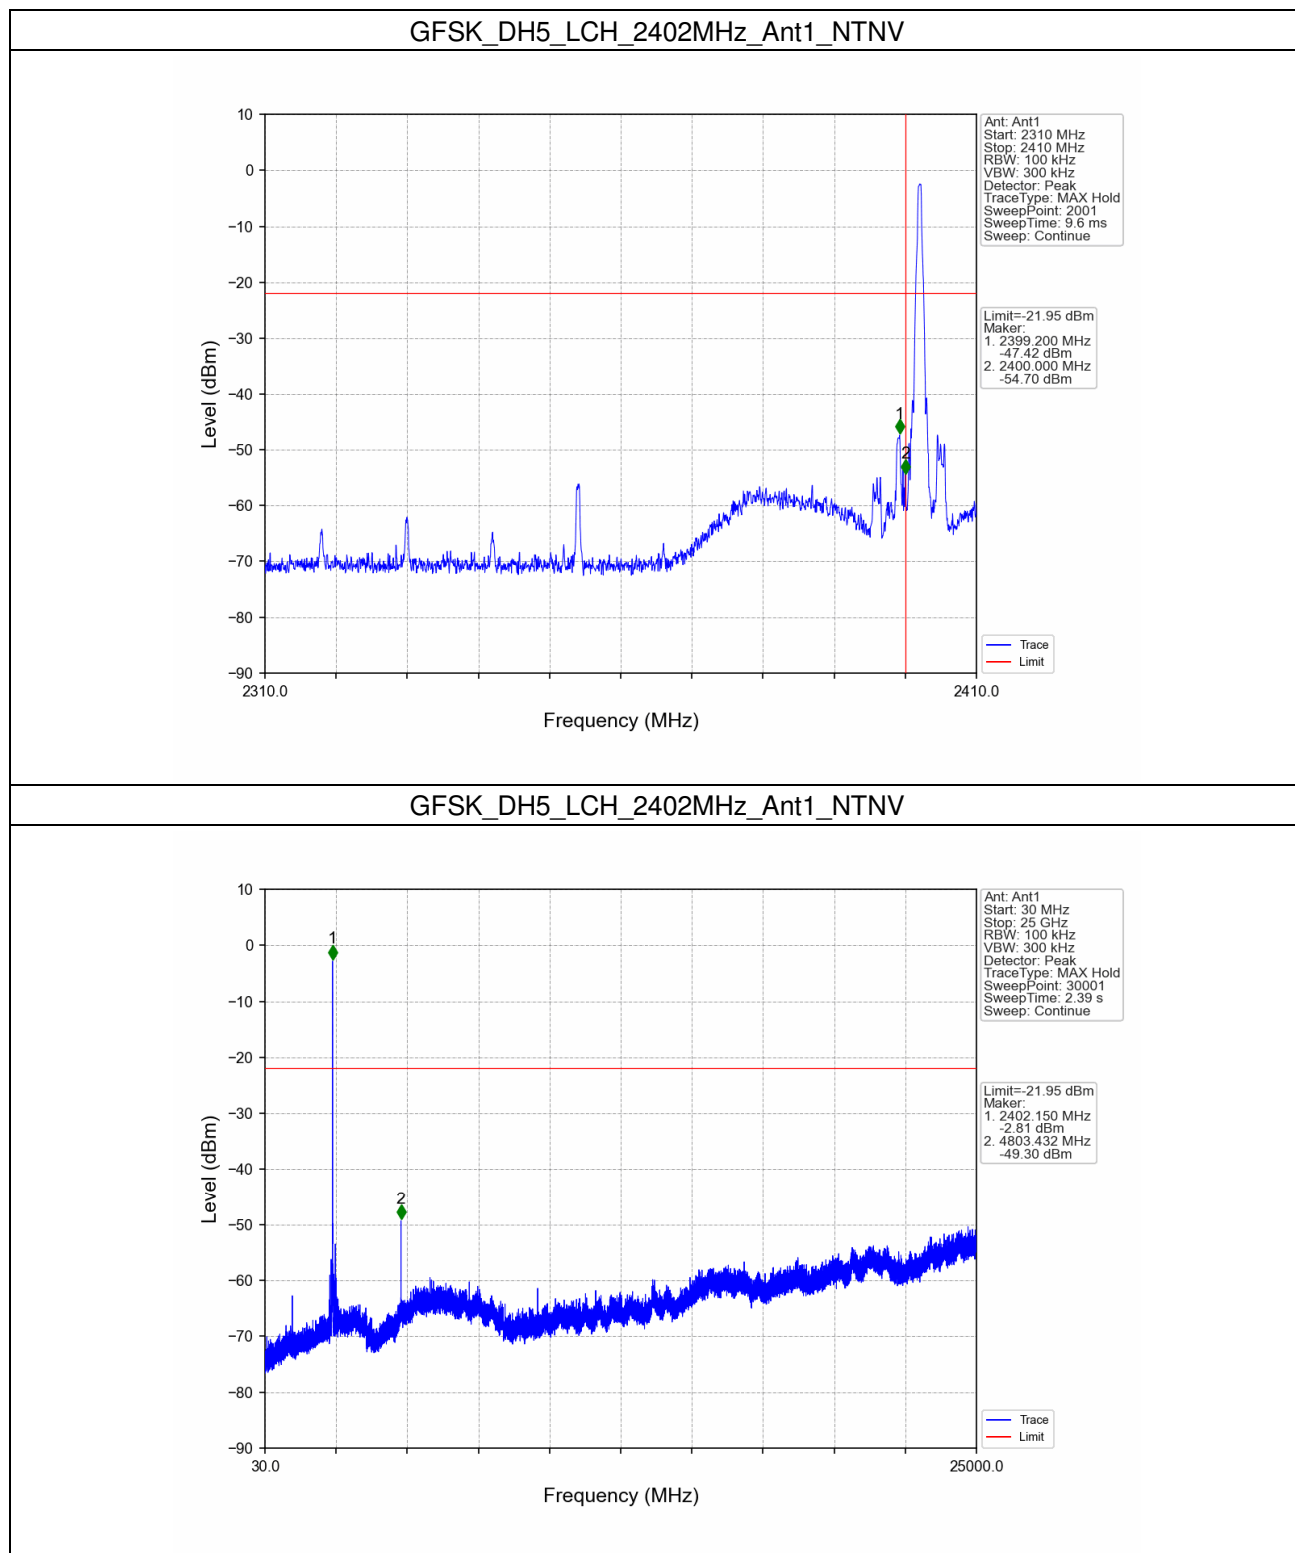 GFSK_DH5_LCH_2402MHz_Ant1_NTNV
10
0
−10
−20
−30
−40
−50
−60
−70
−80
−90
Level (dBm)
2310.0
2410.0
Frequency (MHz)
1
2
Ant: Ant1
Start: 2310 MHz
Stop: 2410 MHz
RBW: 100 kHz
VBW: 300 kHz
Detector: Peak
TraceType: MAX Hold
SweepPoint: 2001
SweepTime: 9.6 ms
Sweep: Continue
Limit=-21.95 dBm
Maker:
1. 2399.200 MHz
-47.42 dBm
2. 2400.000 MHz
-54.70 dBm
Trace
Limit
GFSK_DH5_LCH_2402MHz_Ant1_NTNV
10
0
−10
−20
−30
−40
−50
−60
−70
−80
−90
Level (dBm)
30.0
25000.0
Frequency (MHz)
1
2
Ant: Ant1
Start: 30 MHz
Stop: 25 GHz
RBW: 100 kHz
VBW: 300 kHz
Detector: Peak
TraceType: MAX Hold
SweepPoint: 30001
SweepTime: 2.39 s
Sweep: Continue
Limit=-21.95 dBm
Maker:
1. 2402.150 MHz
-2.81 dBm
2. 4803.432 MHz
-49.30 dBm
Trace
Limit